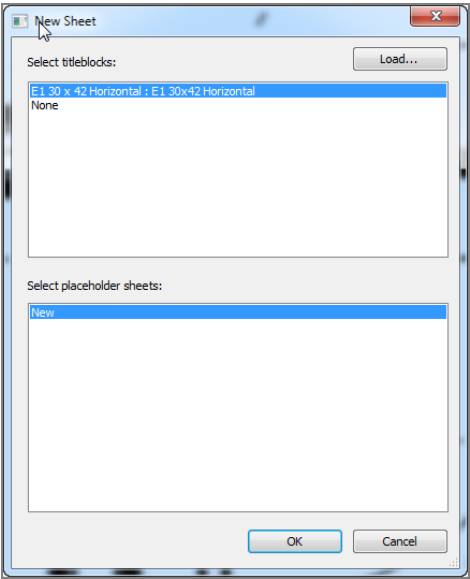 New Sheet
Select titleblocks:
Load...
E1 30 x 42 Horizontal : E1 30x42 Horizontal
None
Select placeholder sheets:
New
OK
Cancel